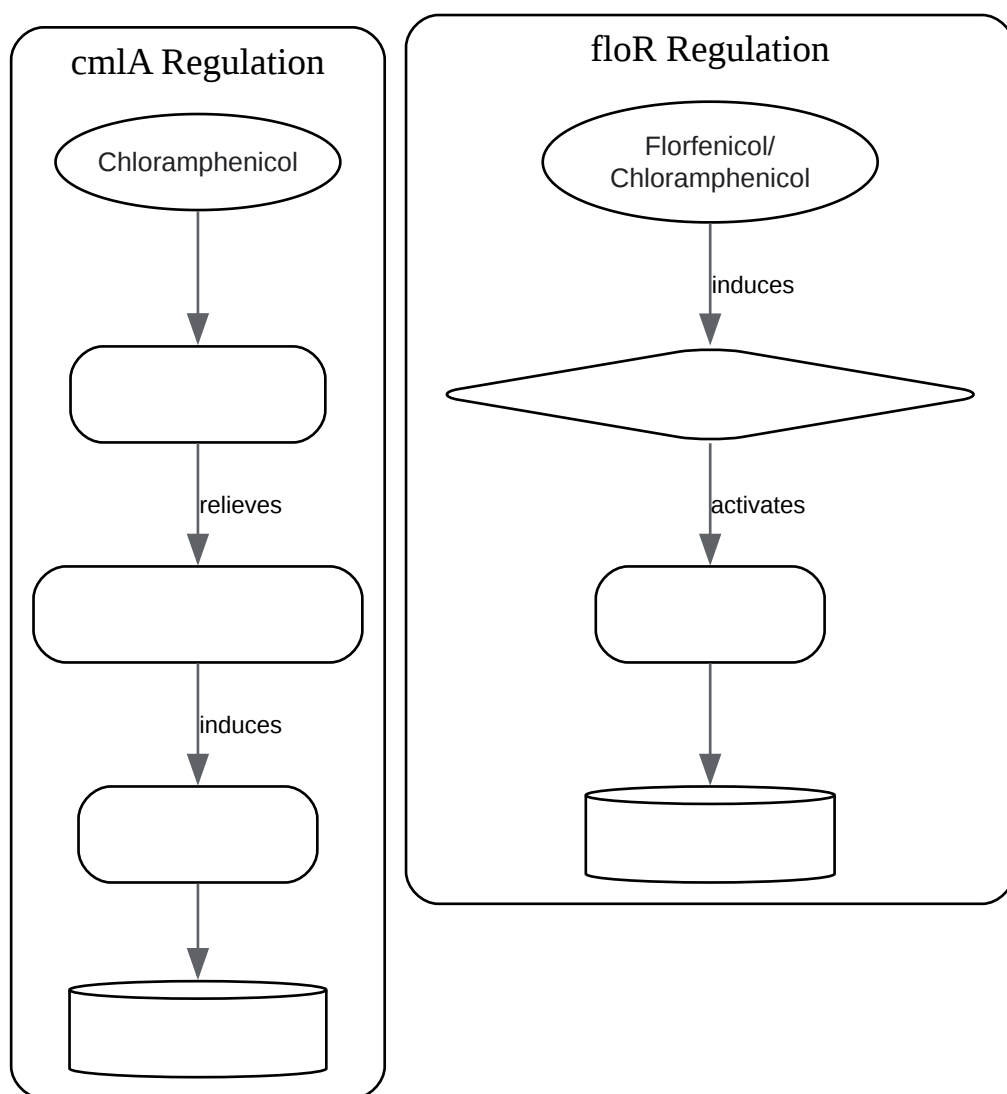 cmlA Regulation
Chloramphenicol
relieves
induces
floR Regulation
Florfenicol/
Chloramphenicol
induces
activates